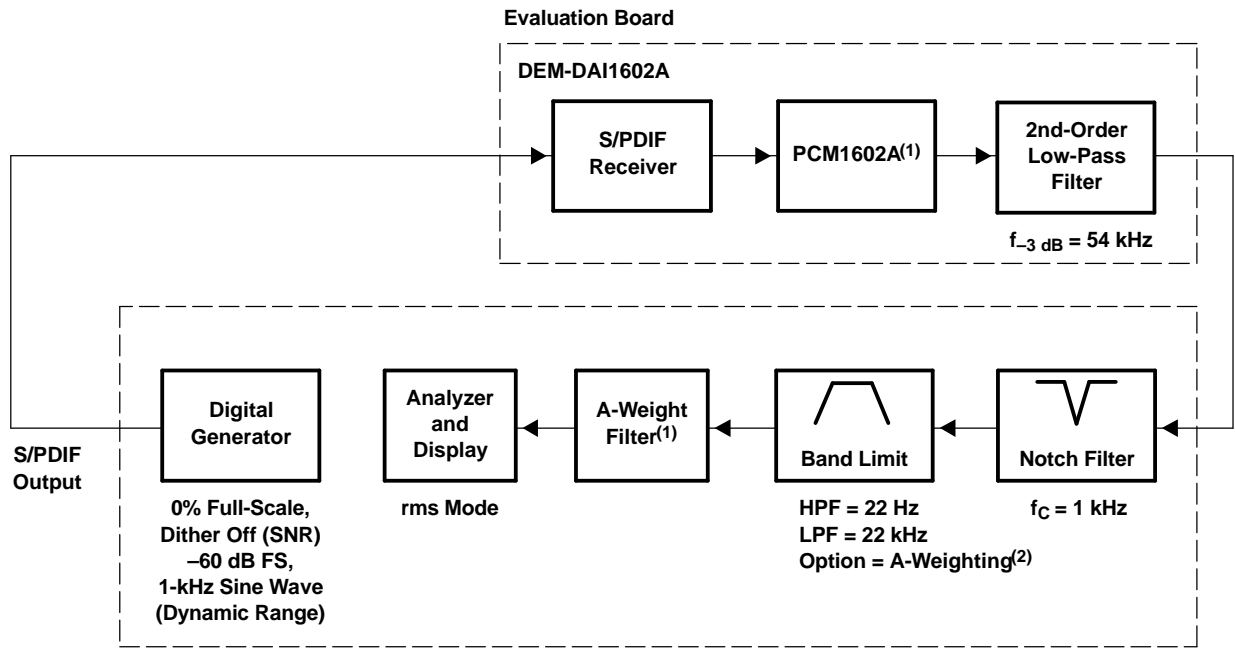 Evaluation Board
DEM-DAI1602A
S/PDIF
Receiver
PCM1602A(1)
2nd-Order
Low-Pass
Filter
f–3 dB = 54 kHz
S/PDIF
Output
Digital
Generator
0% Full-Scale,
Dither Off (SNR)
–60 dB FS,
1-kHz Sine Wave
(Dynamic Range)
Analyzer
and
Display
rms Mode
A-Weight
Filter(1)
Band Limit
HPF = 22 Hz
LPF = 22 kHz
Option = A-Weighting(2)
Notch Filter
fC = 1 kHz